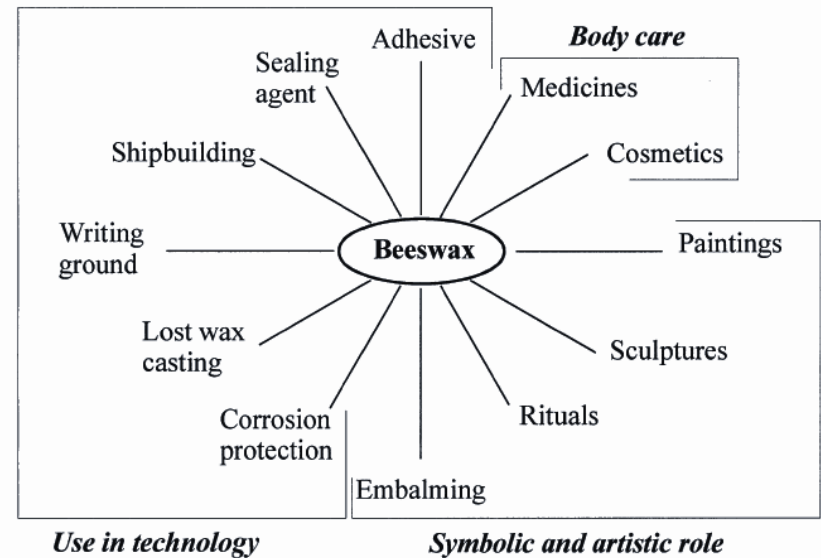 Adhesive
Body care
Sealing
agent
Medicines
Shipbuilding
Cosmetics
Writing
ground
Beeswax
Paintings
Lost wax
casting
Sculptures
Corrosion
protection
Rituals
Embalming
Use in technology
Symbolic and artistic role